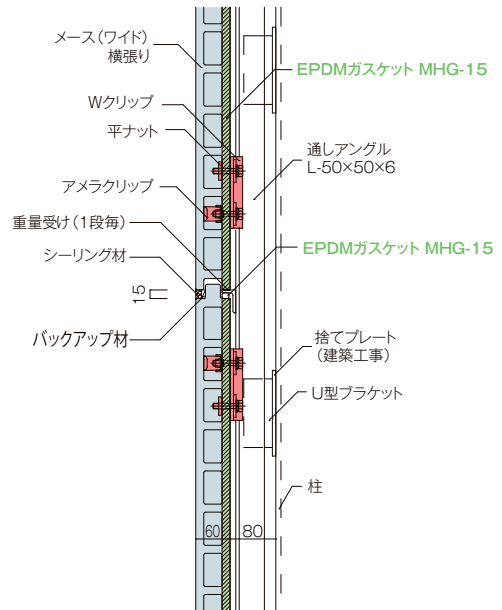 メース（ワイド）
横張り
EPDMガスケット MHG-15
Wクリップ
平ナット
通しアングル
L-50×50×6
アメラクリップ
重量受け（1段毎）
シーリング材
EPDMガスケット MHG-15
15
バックアップ材
捨てプレート
（建築工事）
U型ブラケット
柱
60
80